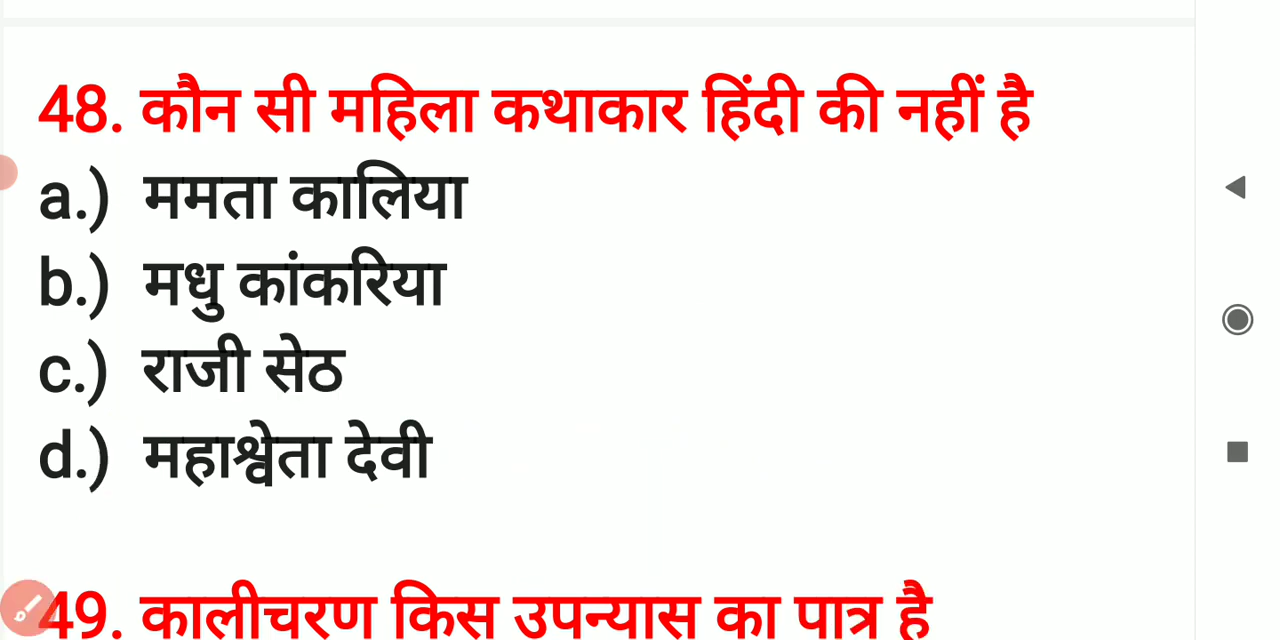 48. कौन सी महिला कथाकार हिंदी की नहीं है
a.) ममता कालिया
b.) मधु कांकरिया
c.) राजी सेठ
d.) महाश्वेता देवी
49. कालीचरण किस उपन्यास का पात्र है